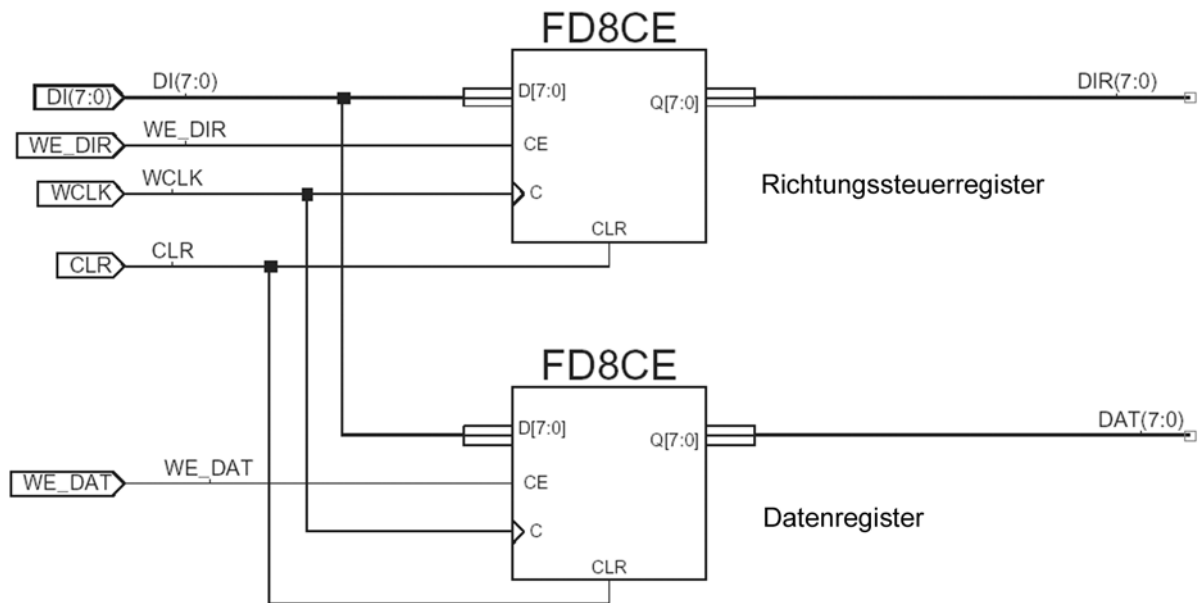 FD8CE
DI(7:0)
DI(7:0)
D[7:0]
Q[7:0]
DIR(7:0)
WE_DIR
WE_DIR
CE
WCLK
WCLK
C
Richtungssteuerregister
CLR
CLR
CLR
FD8CE
D[7:0]
Q[7:0]
DAT(7:0)
WE_DAT
WE_DAT
CE
C
Datenregister
CLR